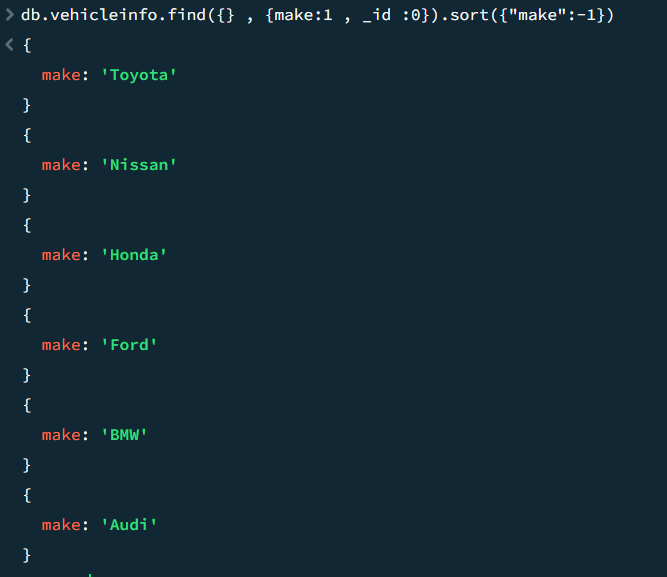 db.vehicleinfo.find({} , {make:1 , _id :0}).sort({"make":-1})
{
make: 'Toyota'
}
{
make: 'Nissan'
}
{
make: 'Honda'
}
{
make: 'Ford'
}
{
make: 'BMW'
}
{
make: 'Audi'
}